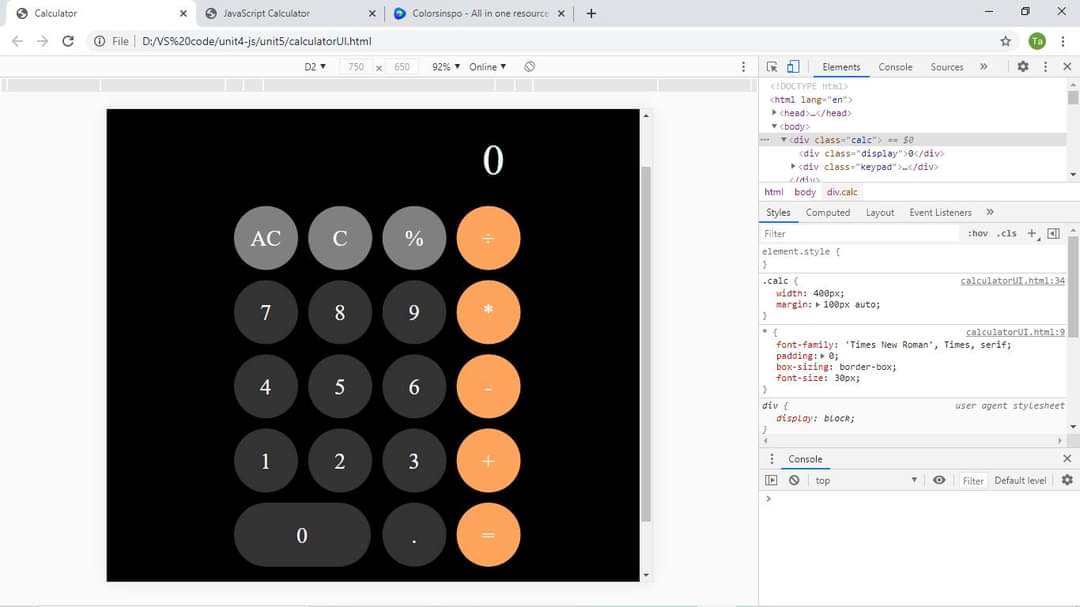 Calculator
JavaScript Calculator
Colorsinspo - All in one resource
File D:/VS%20code/unit4-js/unit5/calculatorUI.html
Ta
D2 750 x 650 92% Online
Elements Console Sources »
<!DOCTYPE html>
<html lang="en">
<head>…</head>
<body>
<div class="calc"> == $0
<div class="display">0</div>
<div class="keypad">…</div>
</div>
html body div.calc
Styles Computed Layout Event Listeners »
Filter :hov .cls +
element.style {
}
.calc { calculatorUI.html:34
width: 400px;
margin: 100px auto;
}
* { calculatorUI.html:9
font-family: 'Times New Roman', Times, serif;
padding: 0;
box-sizing: border-box;
font-size: 30px;
}
div { user agent stylesheet
display: block;
}
Console
top Filter Default level
0
AC C % ÷
7 8 9 *
4 5 6 -
1 2 3 +
0 . =